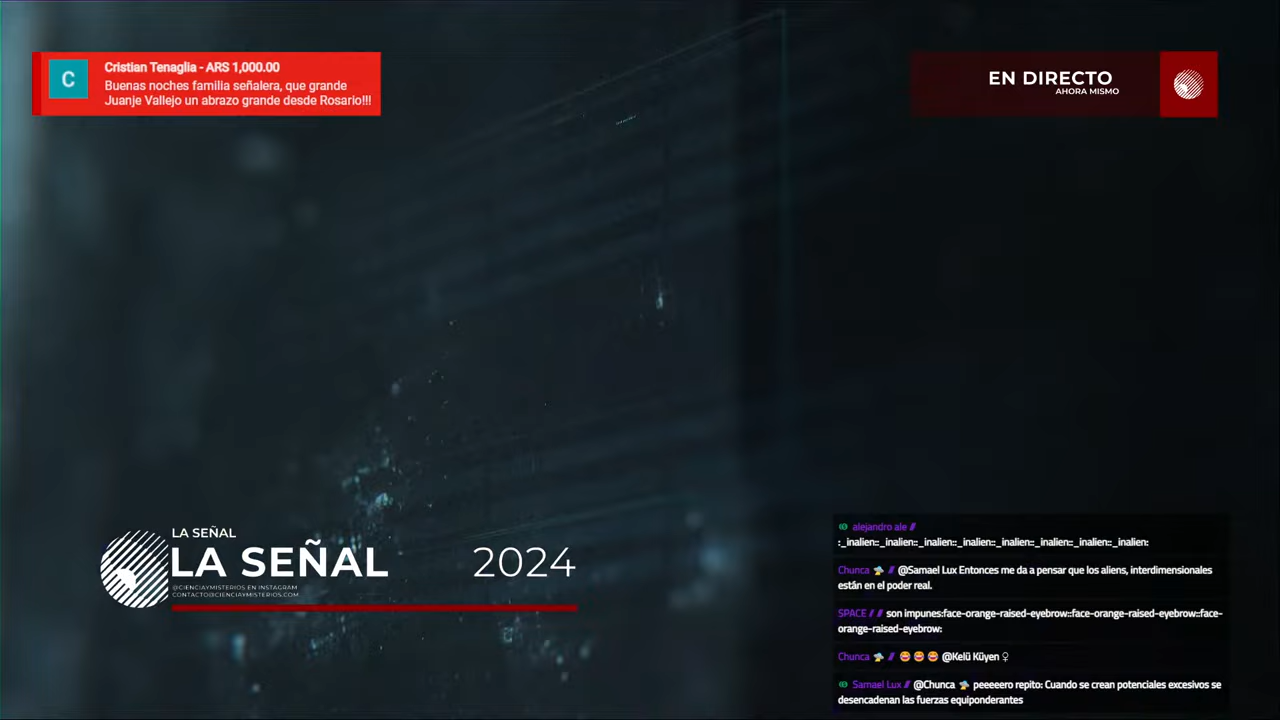 Cristian Tenaglia - ARS 1,000.00
C
Buenas noches familia señalera, que grande
Juanje Vallejo un abrazo grande desde Rosario!!!
EN DIRECTO
AHORA MISMO
LA SEÑAL
LA SEÑAL
2024
@CIENCIAYMISTERIOS EN INSTAGRAM
CONTACTO@CIENCIAYMISTERIOS.COM
alejandro ale //
:_inalien::_inalien::_inalien::_inalien::_inalien::_inalien::_inalien::_inalien:
Chunca 🛸 // @Samael Lux Entonces me da a pensar que los aliens, interdimensionales
están en el poder real.
SPACE // // son impunes:face-orange-raised-eyebrow::face-orange-raised-eyebrow::face-
orange-raised-eyebrow:
Chunca 🛸 // 🤩🤩🤩 @Kelü Küyen ♀
Samael Lux // @Chunca 🛸 peeeeero repito: Cuando se crean potenciales excesivos se
desencadenan las fuerzas equiponderantes